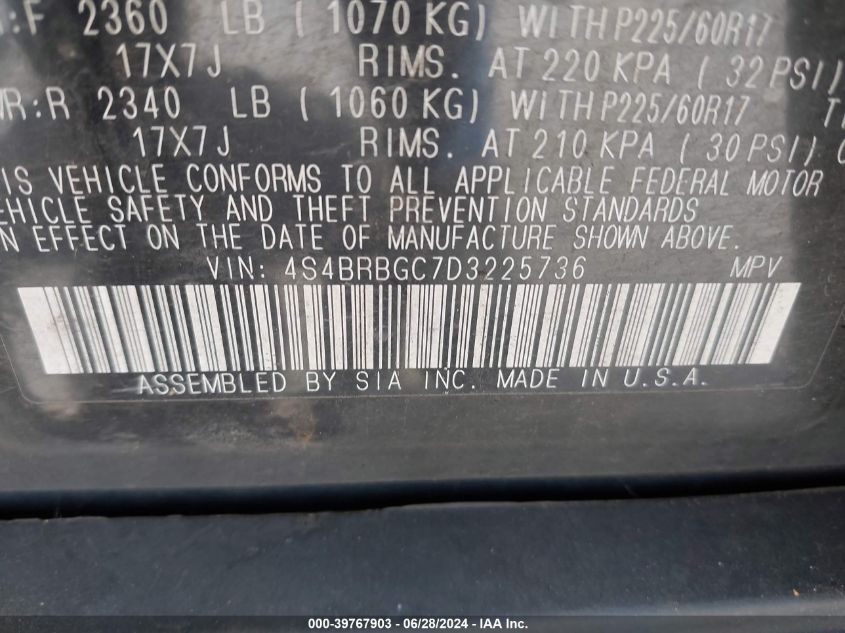 :F 2360 LB ( 1070 KG) WITH P225/60R17
17X7J RIMS. AT 220 KPA ( 32 PSI)
WR:R 2340 LB ( 1060 KG) WITH P225/60R17
17X7J RIMS. AT 210 KPA ( 30 PSI)
IS VEHICLE CONFORMS TO ALL APPLICABLE FEDERAL MOTOR
EHICLE SAFETY AND THEFT PREVENTION STANDARDS
N EFFECT ON THE DATE OF MANUFACTURE SHOWN ABOVE.
VIN: 4S4BRBGC7D3225736 MPV
ASSEMBLED BY SIA INC. MADE IN U.S.A.
000-39767903 - 06/28/2024 - IAA Inc.